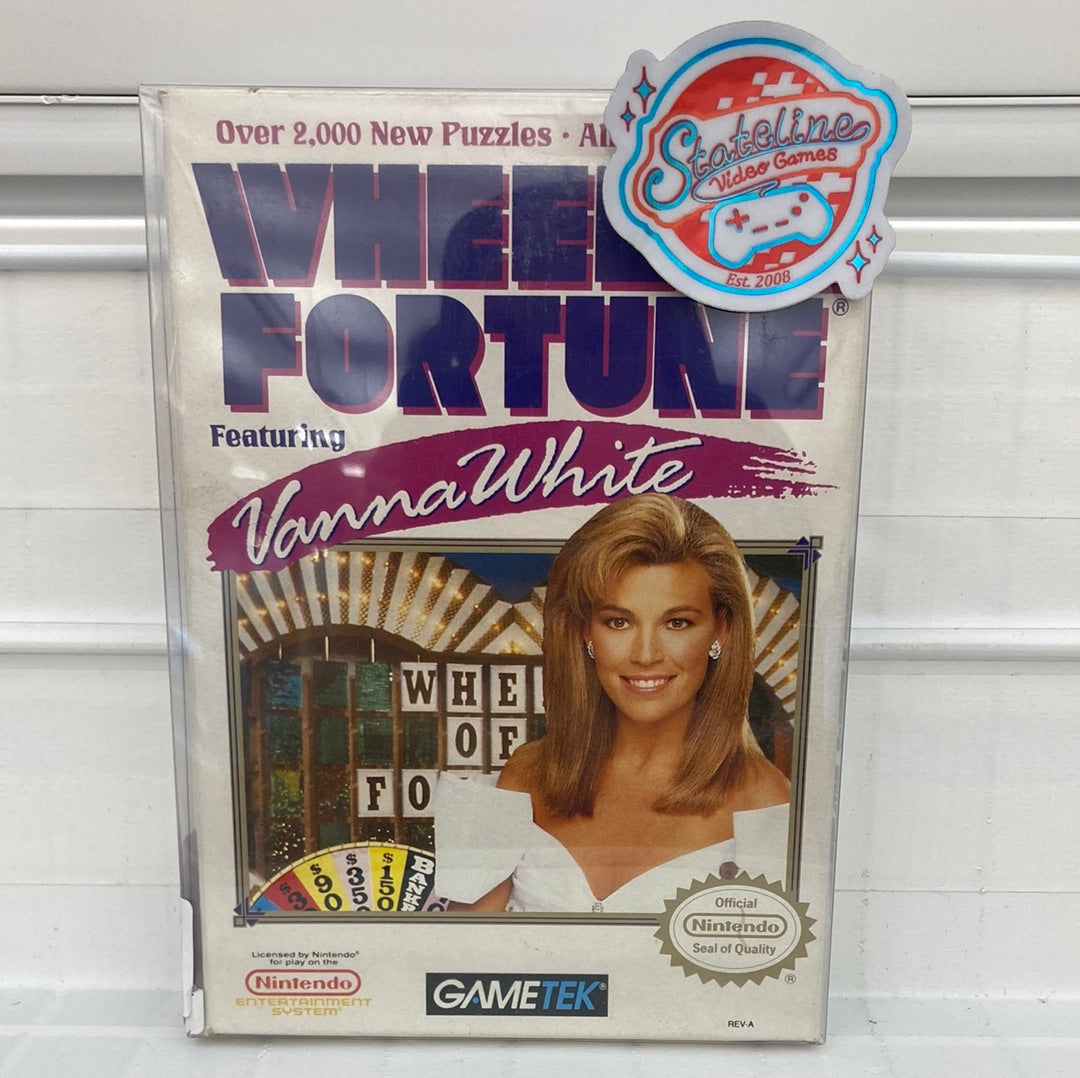 Over 2,000 New Puzzles ·
Stateline
Video Games
Est. 2008
WHEEL
FORTUNE®
Featuring
Vanna White
WHE
OF
FO
$90
$350
$150
BANK
Official
Nintendo
Seal of Quality
®
Licensed by Nintendo®
for play on the
Nintendo
ENTERTAINMENT
SYSTEM®
GAMETEK®
REV-A